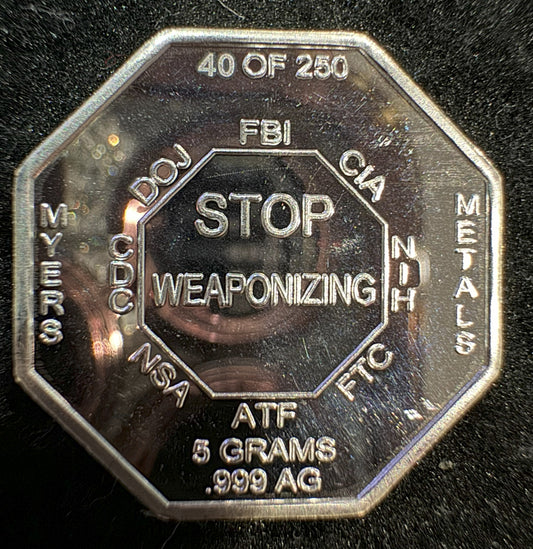 40 OF 250
FBI
CIA
NIH
FTC
ATF
NSA
CDC
DOJ
STOP
WEAPONIZING
MYERS
METALS
5 GRAMS
.999 AG